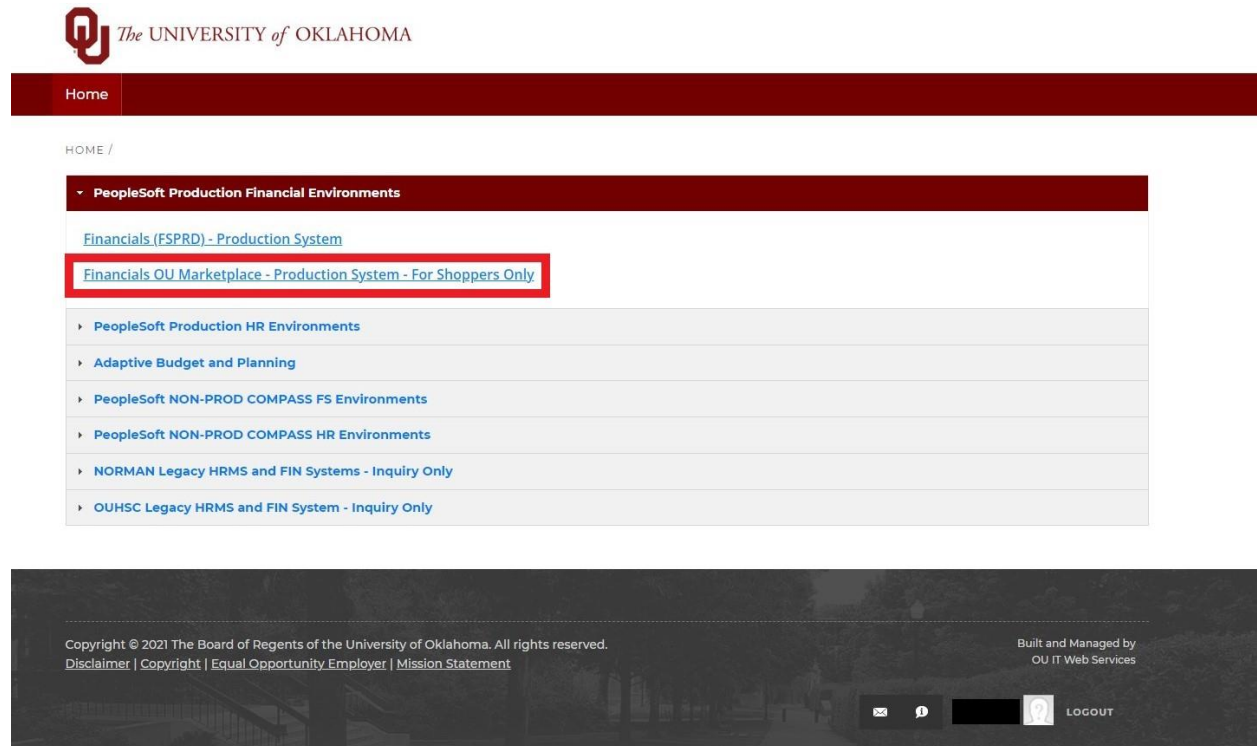 The UNIVERSITY of OKLAHOMA
Home
HOME /
PeopleSoft Production Financial Environments
Financials (FSPRD) - Production System
Financials OU Marketplace - Production System - For Shoppers Only
PeopleSoft Production HR Environments
Adaptive Budget and Planning
PeopleSoft NON-PROD COMPASS FS Environments
PeopleSoft NON-PROD COMPASS HR Environments
NORMAN Legacy HRMS and FIN Systems - Inquiry Only
OUHSC Legacy HRMS and FIN System - Inquiry Only
Copyright © 2021 The Board of Regents of the University of Oklahoma. All rights reserved.
Disclaimer | Copyright | Equal Opportunity Employer | Mission Statement
Built and Managed by
OU IT Web Services
LOGOUT